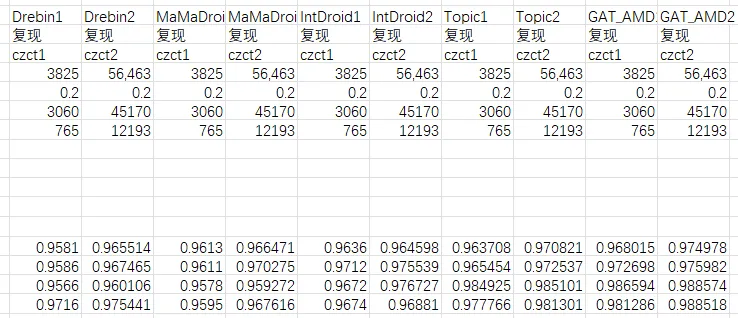 Drebin1 Drebin2 MaMaDroi MaMaDroi IntDroid1 IntDroid2 Topic1 Topic2 GAT_AMD GAT_AMD2
复现 复现 复现 复现 复现 复现 复现 复现 复现 复现
czct1 czct2 czct1 czct2 czct1 czct2 czct1 czct2 czct1 czct2
3825 56,463 3825 56,463 3825 56,463 3825 56,463 3825 56,463
0.2 0.2 0.2 0.2 0.2 0.2 0.2 0.2 0.2 0.2
3060 45170 3060 45170 3060 45170 3060 45170 3060 45170
765 12193 765 12193 765 12193 765 12193 765 12193
0.9581 0.965514 0.9613 0.966471 0.9636 0.964598 0.963708 0.970821 0.968015 0.974978
0.9586 0.967465 0.9611 0.970275 0.9712 0.975539 0.965454 0.972537 0.972698 0.975982
0.9566 0.960106 0.9578 0.959272 0.9672 0.976727 0.984925 0.985101 0.986594 0.988574
0.9716 0.975441 0.9595 0.967616 0.9674 0.96881 0.977766 0.981301 0.981286 0.988518